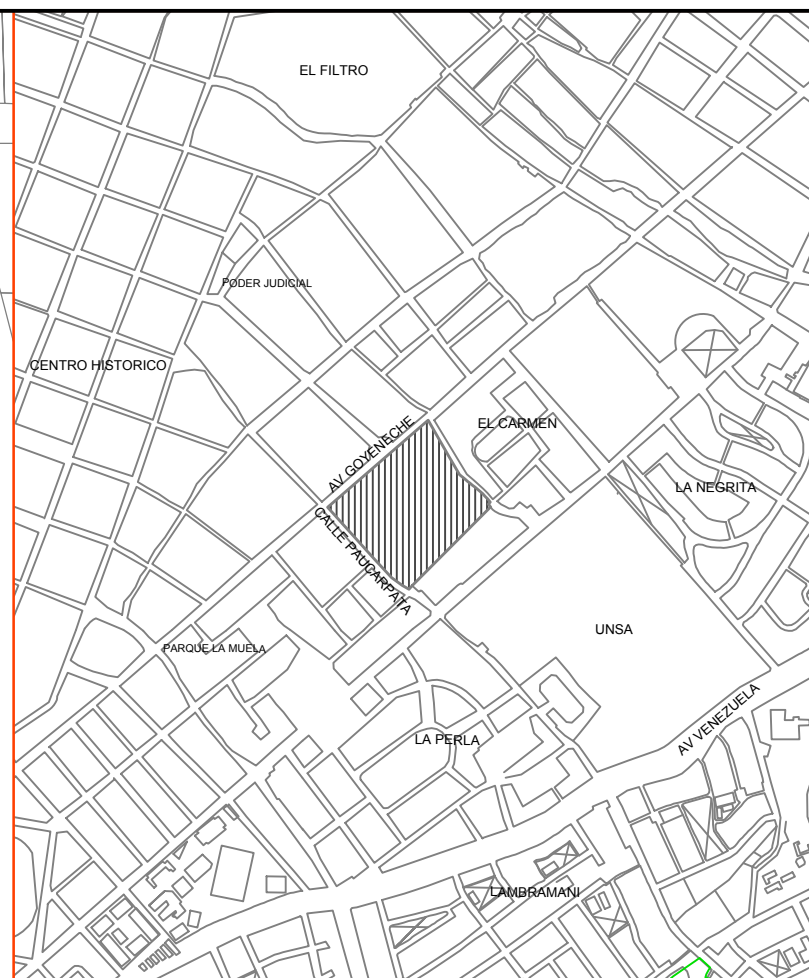 EL FILTRO
PODER JUDICIAL
CENTRO HISTORICO
AV GOYENECHE
EL CARMEN
LA NEGRITA
CALLE PAUCARPATA
UNSA
PARQUE LA MUELA
AV VENEZUELA
LA PERLA
LAMBRAMANI